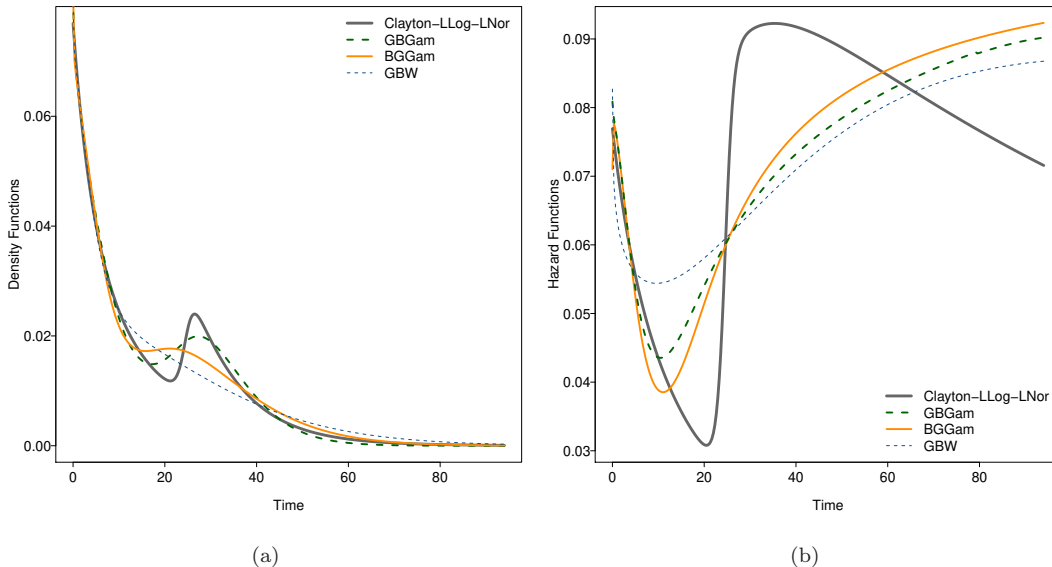 Density Functions
0.00
0.02
0.04
0.06
0
20
40
60
80
Time
Clayton−LLog−LNor
GBGam
BGGam
GBW
(a)
Hazard Functions
0.03
0.04
0.05
0.06
0.07
0.08
0.09
0
20
40
60
80
Time
Clayton−LLog−LNor
GBGam
BGGam
GBW
(b)